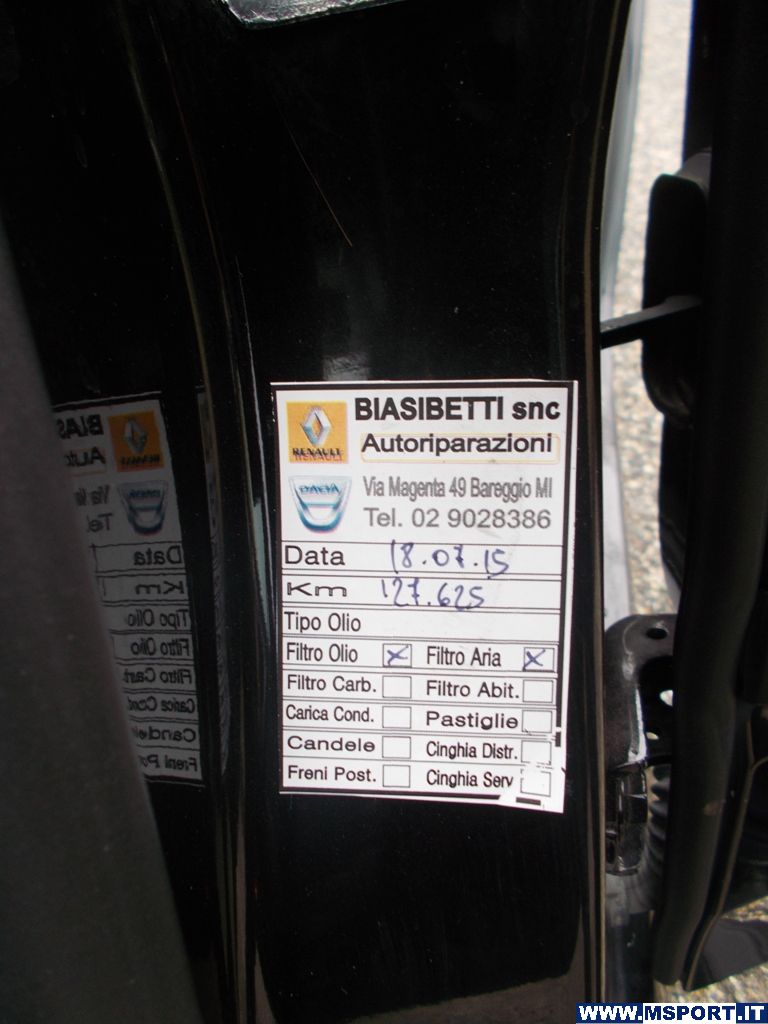 BIASIBETTI snc
RENAULT
Autoriparazioni
DACIA
Via Magenta 49 Bareggio MI
Tel. 02 9028386
Data 18.07.15
Km 127.625
Tipo Olio
Filtro Olio X Filtro Aria X
Filtro Carb. Filtro Abit.
Carica Cond. Pastiglie
Candele Cinghia Distr.
Freni Post. Cinghia Serv
WWW.MSPORT.IT